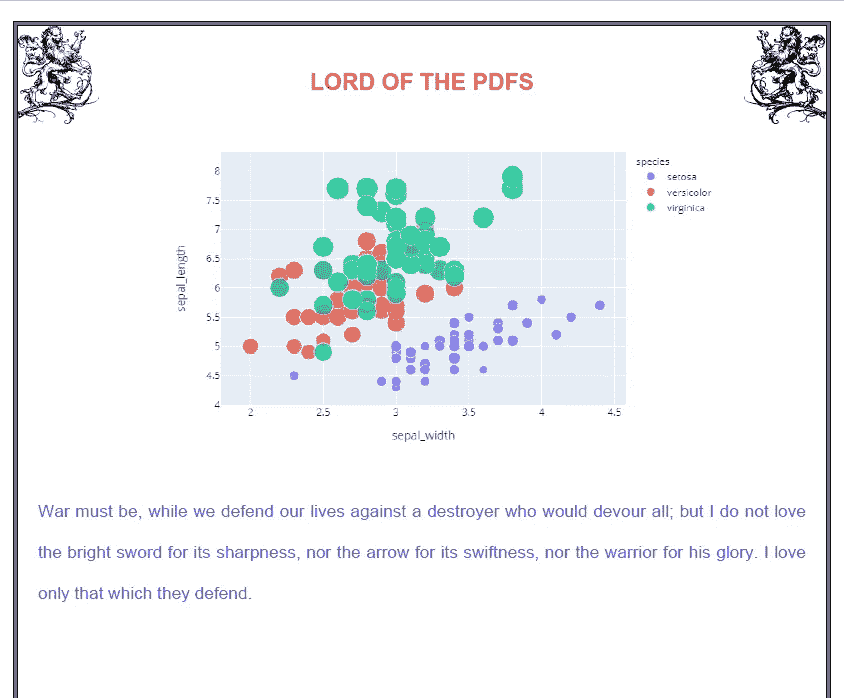 LORD OF THE PDFS
species
setosa
versicolor
virginica
8
7.5
7
6.5
6
5.5
5
4.5
4
sepal_length
2
2.5
3
3.5
4
4.5
sepal_width
War must be, while we defend our lives against a destroyer who would devour all; but I do not love
the bright sword for its sharpness, nor the arrow for its swiftness, nor the warrior for his glory. I love
only that which they defend.